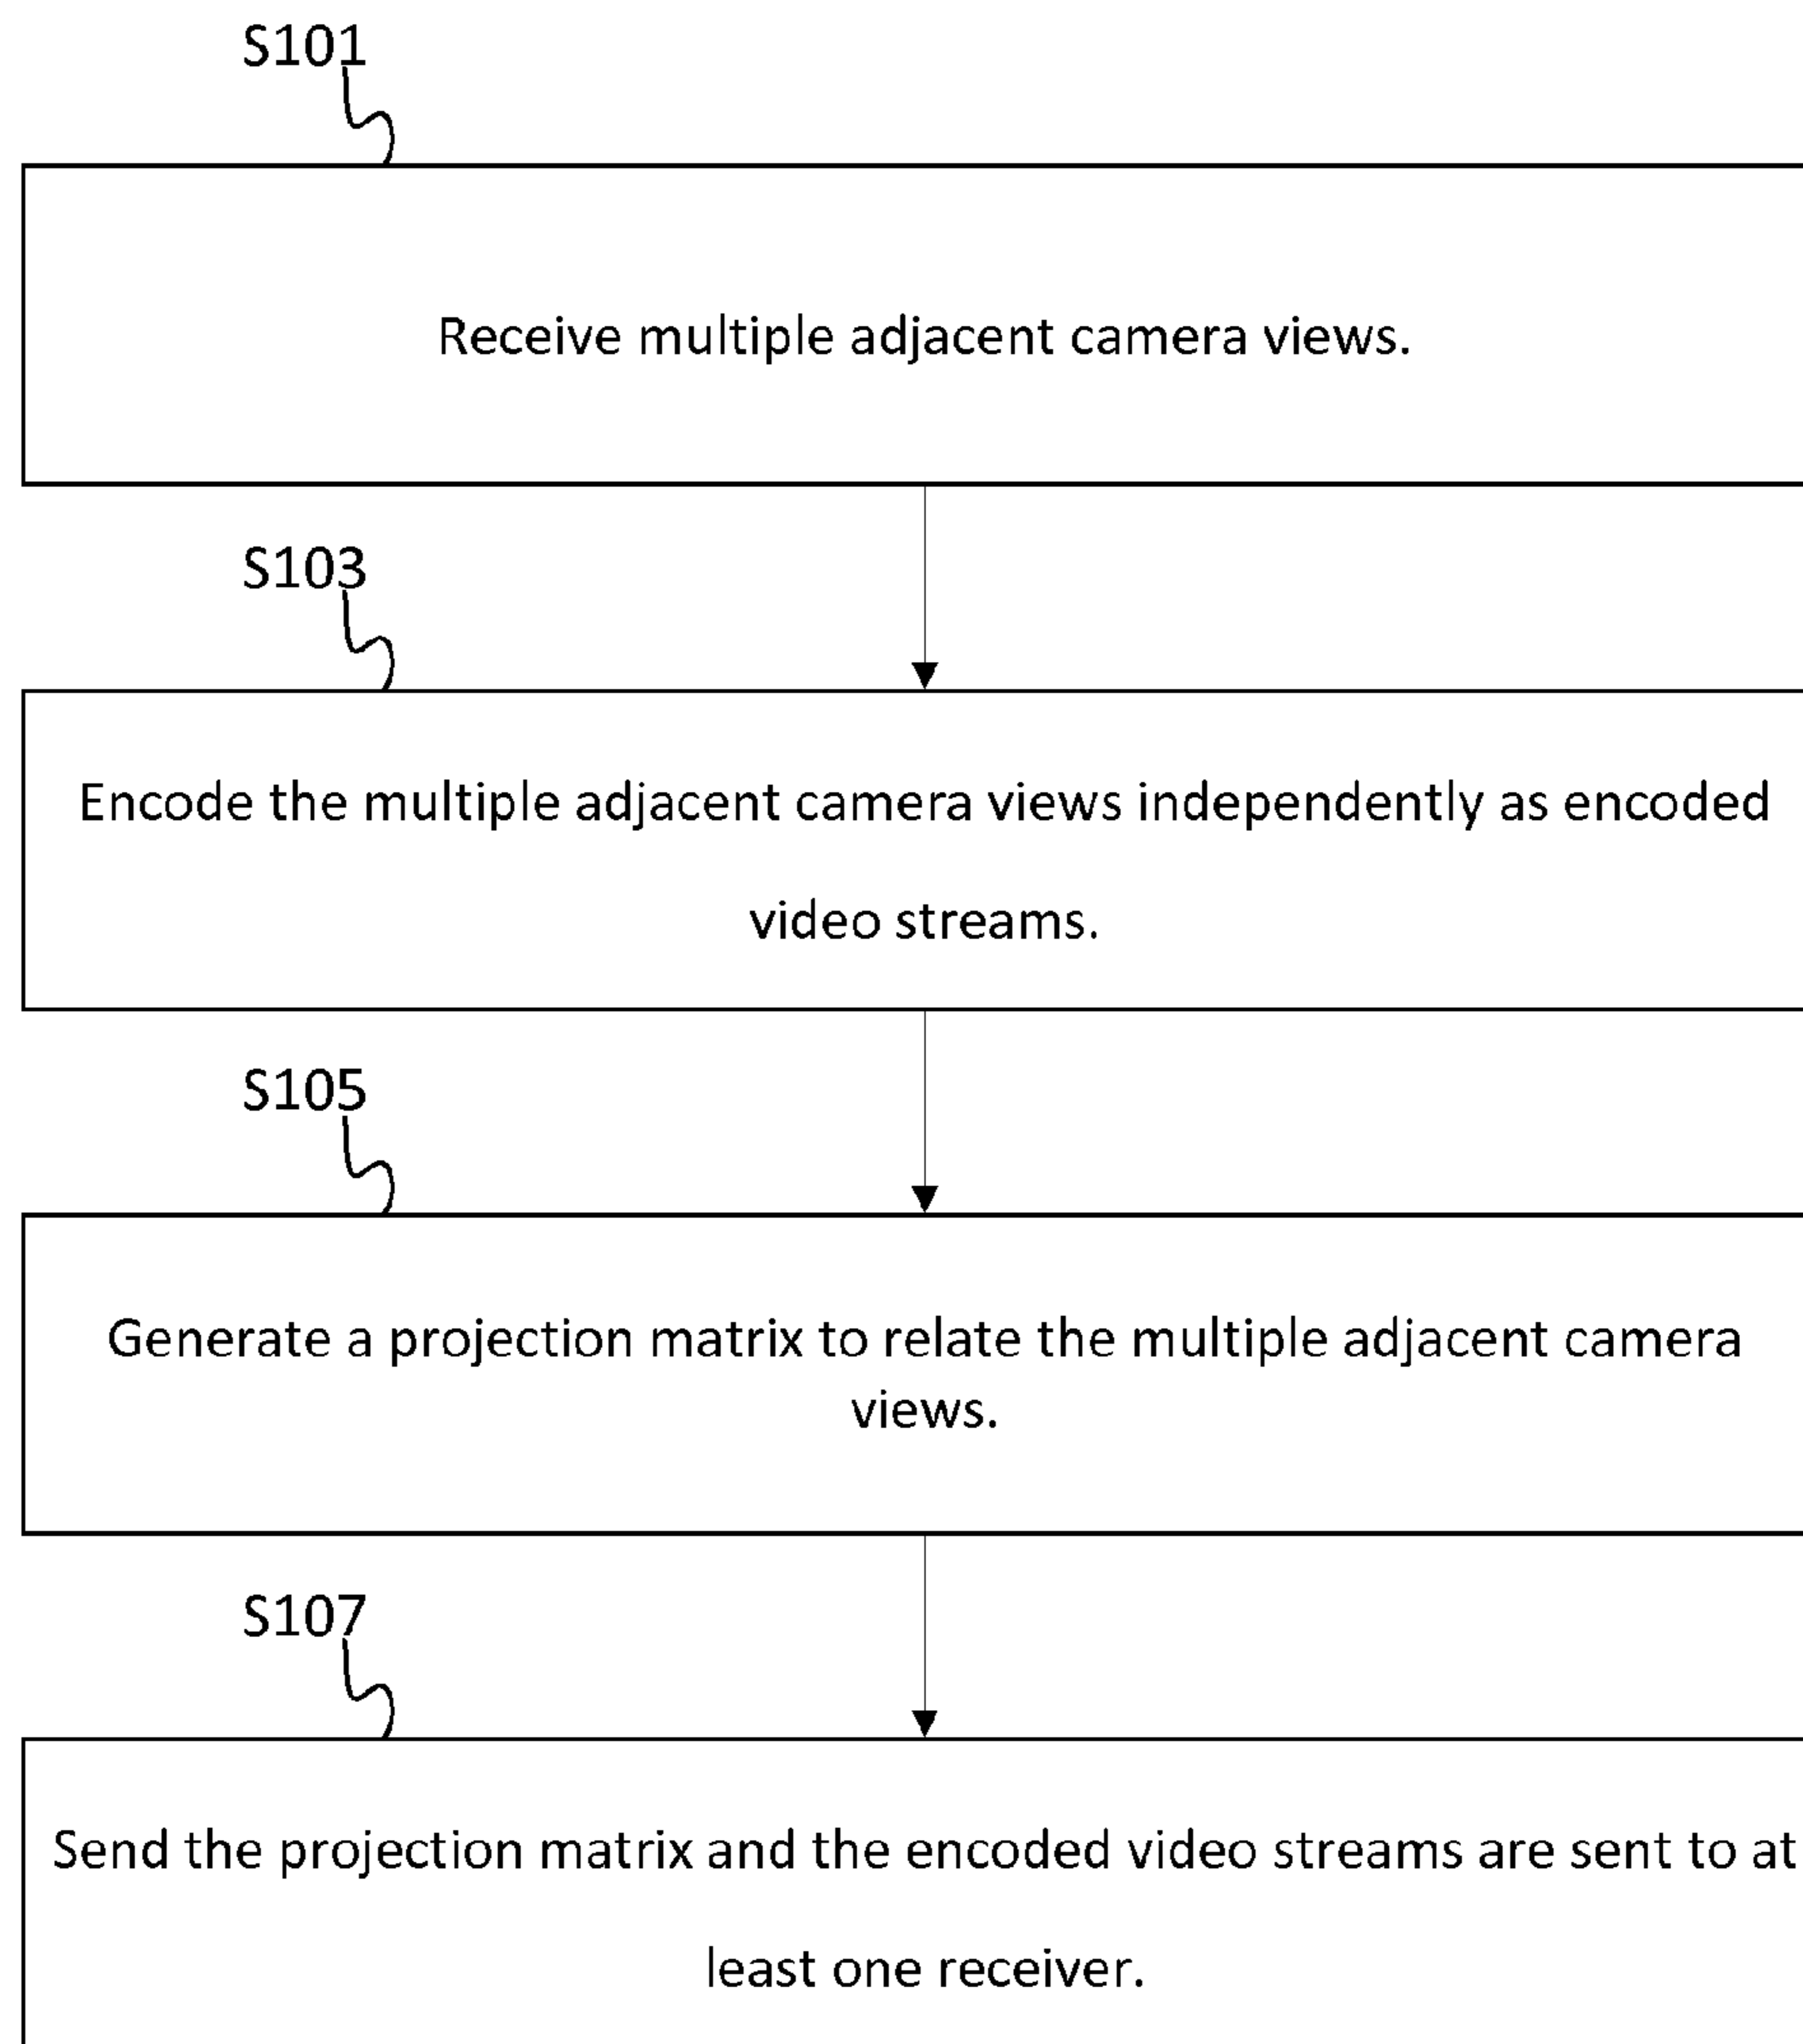 S101
Receive multiple adjacent camera views.
S103
Encode the multiple adjacent camera views independently as encoded
video streams.
S105
Generate a projection matrix to relate the multiple adjacent camera
views.
S107
Send the projection matrix and the encoded video streams are sent to at
least one receiver.